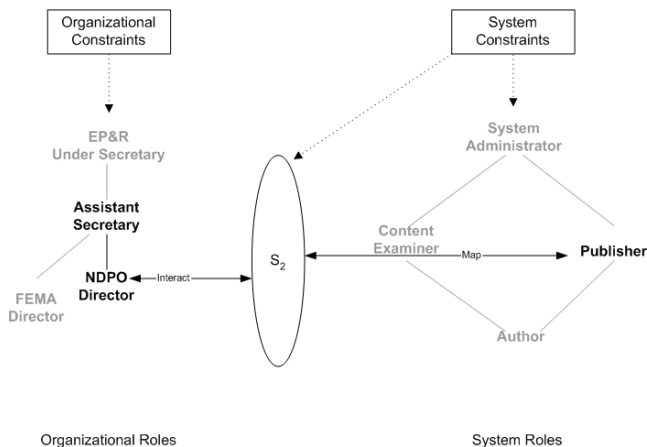 Organizational
Constraints
System
Constraints
EP&R
Under Secretary
System
Administrator
Assistant
Secretary
Content
Examiner
S2
Map
Publisher
NDPO
Director
Interact
FEMA
Director
Author
Organizational Roles
System Roles